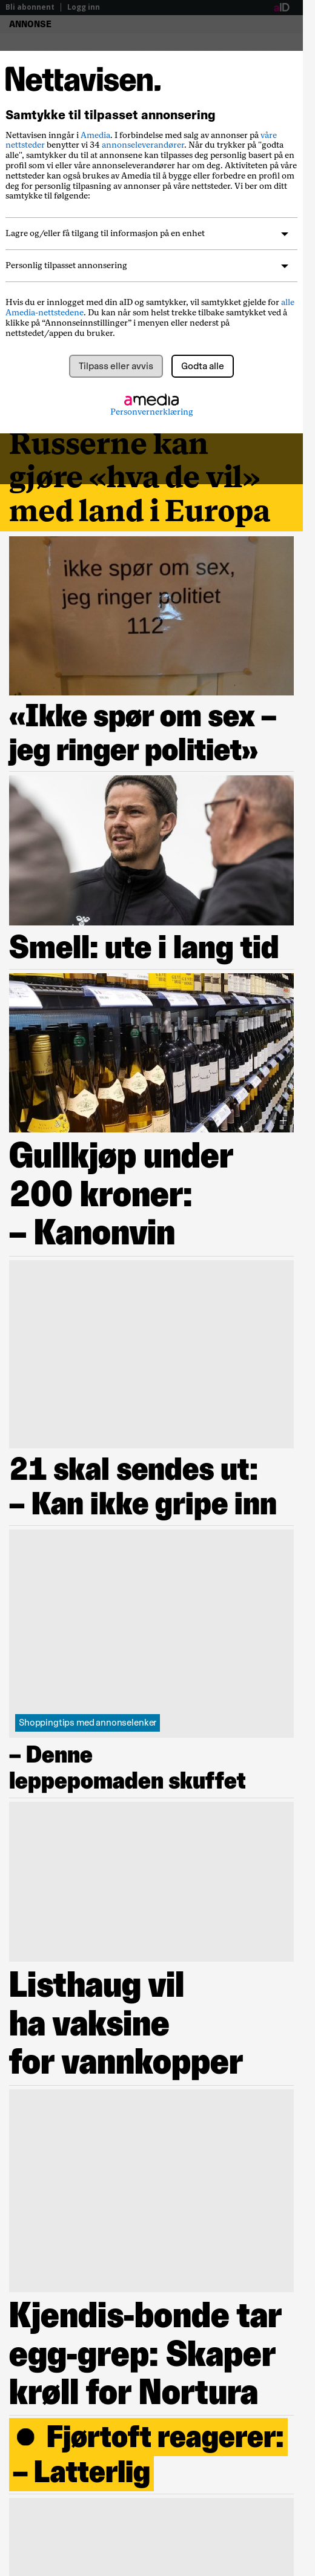 Bli abonnent | Logg inn
aID
ANNONSE
Nettavisen.
Samtykke til tilpasset annonsering
Nettavisen inngår i Amedia. I forbindelse med salg av annonser på våre
nettsteder benytter vi 34 annonseleverandører. Når du trykker på "godta
alle", samtykker du til at annonsene kan tilpasses deg personlig basert på en
profil som vi eller våre annonseleverandører har om deg. Aktiviteten på våre
nettsteder kan også brukes av Amedia til å bygge eller forbedre en profil om
deg for personlig tilpasning av annonser på våre nettsteder. Vi ber om ditt
samtykke til følgende:
Lagre og/eller få tilgang til informasjon på en enhet
Personlig tilpasset annonsering
Hvis du er innlogget med din aID og samtykker, vil samtykket gjelde for alle
Amedia-nettstedene. Du kan når som helst trekke tilbake samtykket ved å
klikke på “Annonseinnstillinger” i menyen eller nederst på
nettstedet/appen du bruker.
Tilpass eller avvis
Godta alle
amedia
Personvernerklæring
Russerne kan
gjøre «hva de vil»
med land i Europa
ikke spør om sex,
jeg ringer politiet
112
«Ikke spør om sex –
jeg ringer politiet»
Smell: ute i lang tid
Gullkjøp under
200 kroner:
– Kanonvin
21 skal sendes ut:
– Kan ikke gripe inn
Shoppingtips med annonselenker
– Denne
leppepomaden skuffet
Listhaug vil
ha vaksine
for vannkopper
Kjendis-bonde tar
egg-grep: Skaper
krøll for Nortura
● Fjørtoft reagerer:
– Latterlig